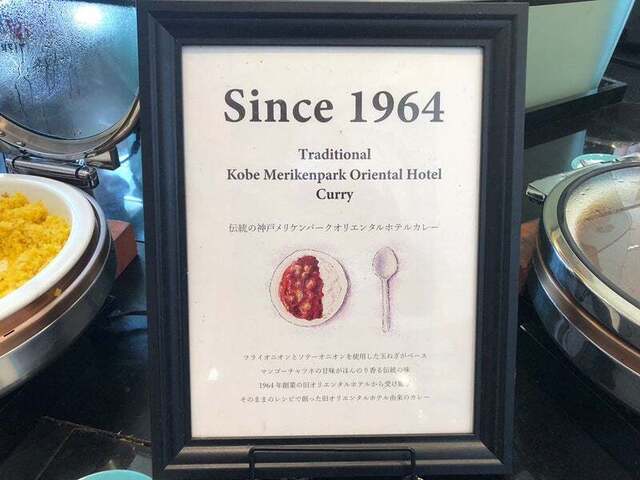 Since 1964
Traditional
Kobe Merikenpark Oriental Hotel
Curry
伝統の神戸メリケンパークオリエンタルホテルカレー
フライオニオンとソテーオニオンを使用した玉ねぎがベース
マンゴーチャツネの甘味がほんのり香る伝統の味
1964年創業の旧オリエンタルホテルから受け継ぎ
そのままのレシピで創った旧オリエンタルホテル由来のカレー